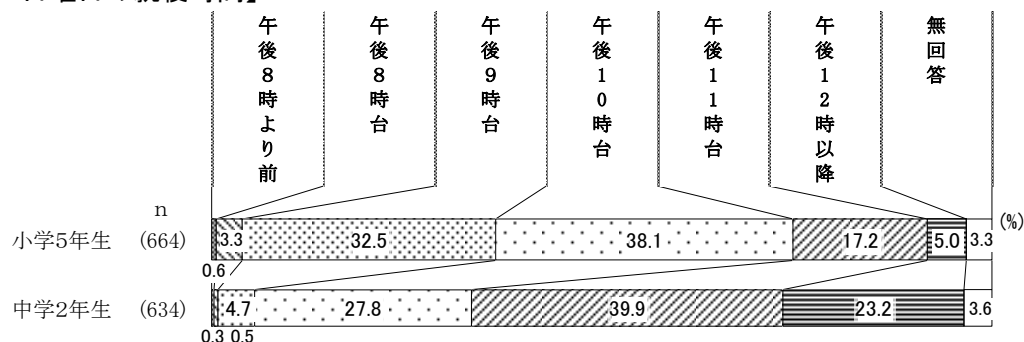 午後8時より前
午後8時台
午後9時台
午後10時台
午後11時台
午後12時以降
無回答
n
(%)
小学5年生 (664) 3.3 32.5 38.1 17.2 5.0 3.3
0.6
中学2年生 (634) 4.7 27.8 39.9 23.2 3.6
0.3 0.5